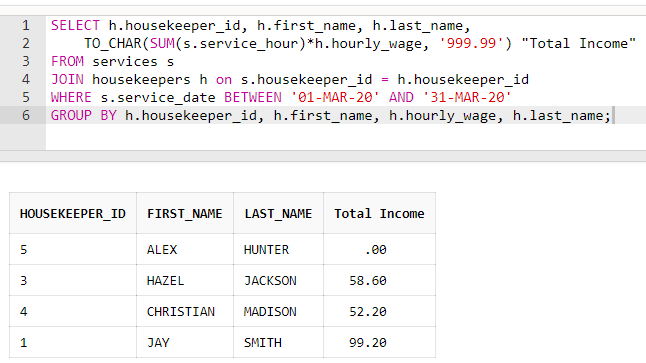 1 SELECT h.housekeeper_id, h.first_name, h.last_name,
2 TO_CHAR(SUM(s.service_hour)*h.hourly_wage, '999.99') "Total Income"
3 FROM services s
4 JOIN housekeepers h on s.housekeeper_id = h.housekeeper_id
5 WHERE s.service_date BETWEEN '01-MAR-20' AND '31-MAR-20'
6 GROUP BY h.housekeeper_id, h.first_name, h.hourly_wage, h.last_name;
HOUSEKEEPER_ID FIRST_NAME LAST_NAME Total Income
5 ALEX HUNTER .00
3 HAZEL JACKSON 58.60
4 CHRISTIAN MADISON 52.20
1 JAY SMITH 99.20